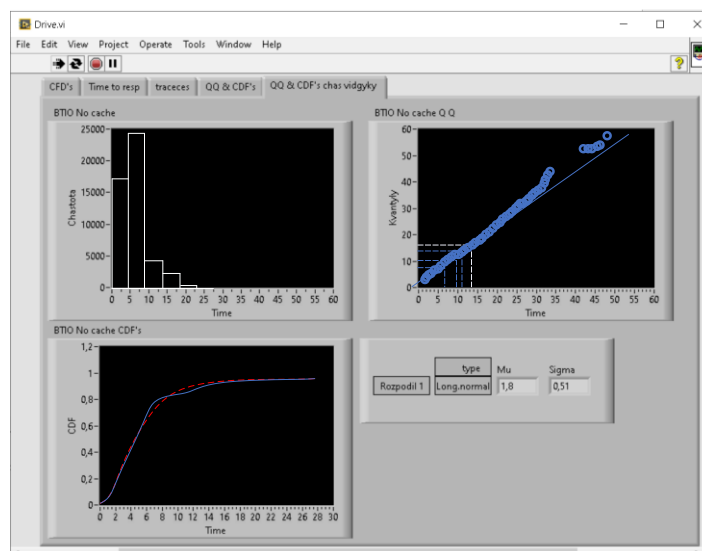 Drive.vi
File Edit View Project Operate Tools Window Help
CFD's Time to resp traceces QQ & CDF's QQ & CDF's chas vidgyky
BTIO No cache
25000
20000
15000
10000
5000
0
Chastota
0 5 10 15 20 25 30 35 40 45 50 55 60
Time
BTIO No cache Q Q
60
50
40
30
20
10
0
Kvantyly
0 5 10 15 20 25 30 35 40 45 50 55 60
Time
BTIO No cache CDF's
1,2
1
0,8
0,6
0,4
0,2
0
CDF
0 2 4 6 8 10 12 14 16 18 20 22 24 26 28 30
Time
type Mu Sigma
Rozpodil 1 Long.normal 1,8 0,51